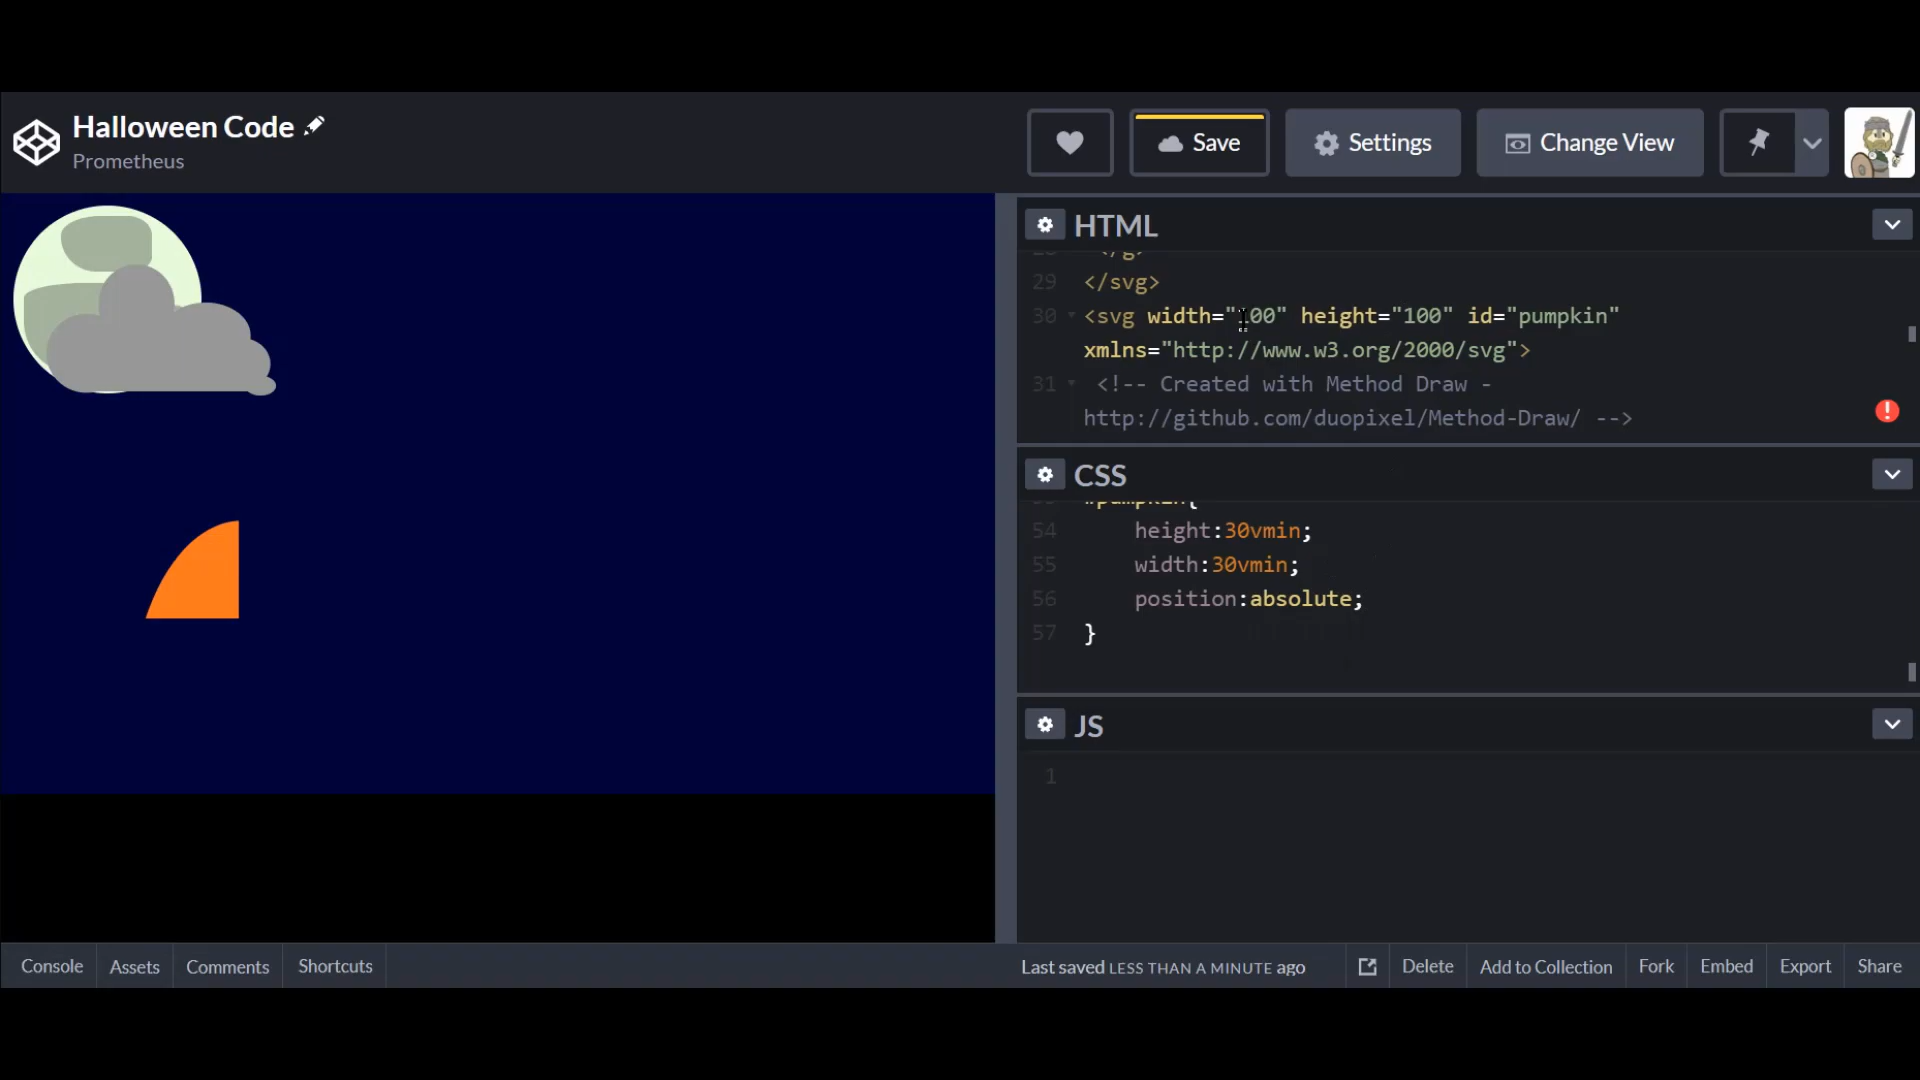 Halloween Code
Prometheus
Save
Settings
Change View
HTML
29 </svg>
30 <svg width="100" height="100" id="pumpkin"
xmlns="http://www.w3.org/2000/svg">
31 <!-- Created with Method Draw -
http://github.com/duopixel/Method-Draw/ -->
CSS
#pumpkin{
54 height:30vmin;
55 width:30vmin;
56 position:absolute;
57 }
JS
1
Console
Assets
Comments
Shortcuts
Last saved LESS THAN A MINUTE ago
Delete
Add to Collection
Fork
Embed
Export
Share